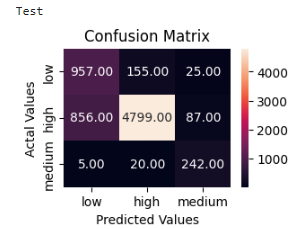 Test
Confusion Matrix
low 957.00 155.00 25.00
high 856.00 4799.00 87.00
medium 5.00 20.00 242.00
Actal Values
low high medium
Predicted Values
4000
3000
2000
1000